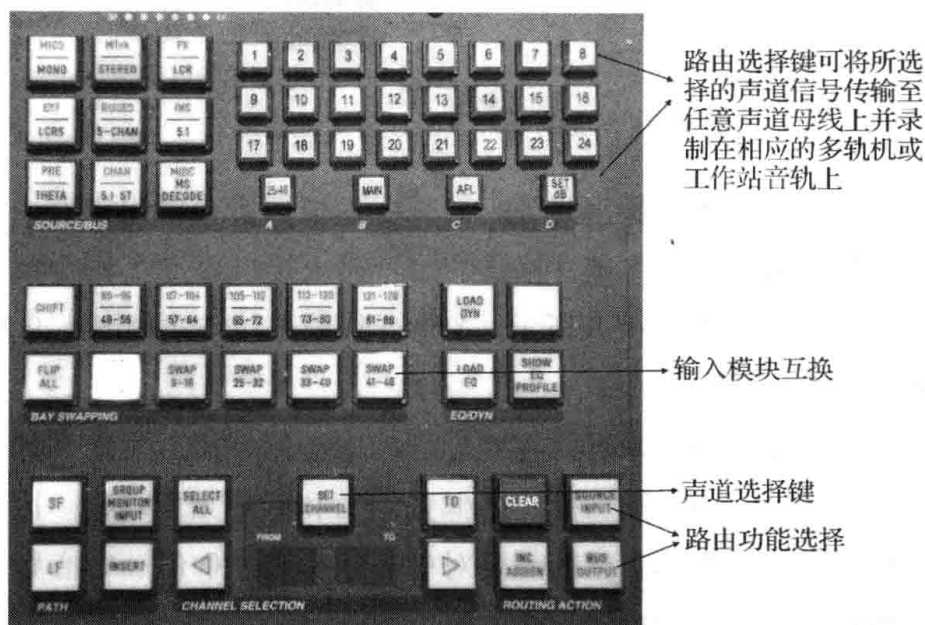 MICS MTrk FX
MONO STEREO LCR
EXT BUSES INS
LCRS 5-CHAN 5.1
PRE CHAN MISC
THETA 5.1-ST MS DECODE
SOURCE/BUS
1 2 3 4 5 6 7 8
9 10 11 12 13 14 15 16
17 18 19 20 21 22 23 24
25-48 MAIN AFL SET dB
A B C D
路由选择键可将所选
择的声道信号传输至
任意声道母线上并录
制在相应的多轨机或
工作站音轨上
SHIFT 89-96 97-104 105-112 113-120 121-128
49-56 57-64 65-72 73-80 81-88
LOAD DYN
FLIP ALL SWAP 9-16 SWAP 25-32 SWAP 33-40 SWAP 41-48
LOAD EQ SHOW EQ PROFILE
BAY SWAPPING EQ/DYN
输入模块互换
SF GROUP MONITOR INPUT SELECT ALL SET CHANNEL TO CLEAR SOURCE INPUT
声道选择键
FROM TO
LF INSERT INC ASSIGN BUS OUTPUT
路由功能选择
PATH CHANNEL SELECTION ROUTING ACTION